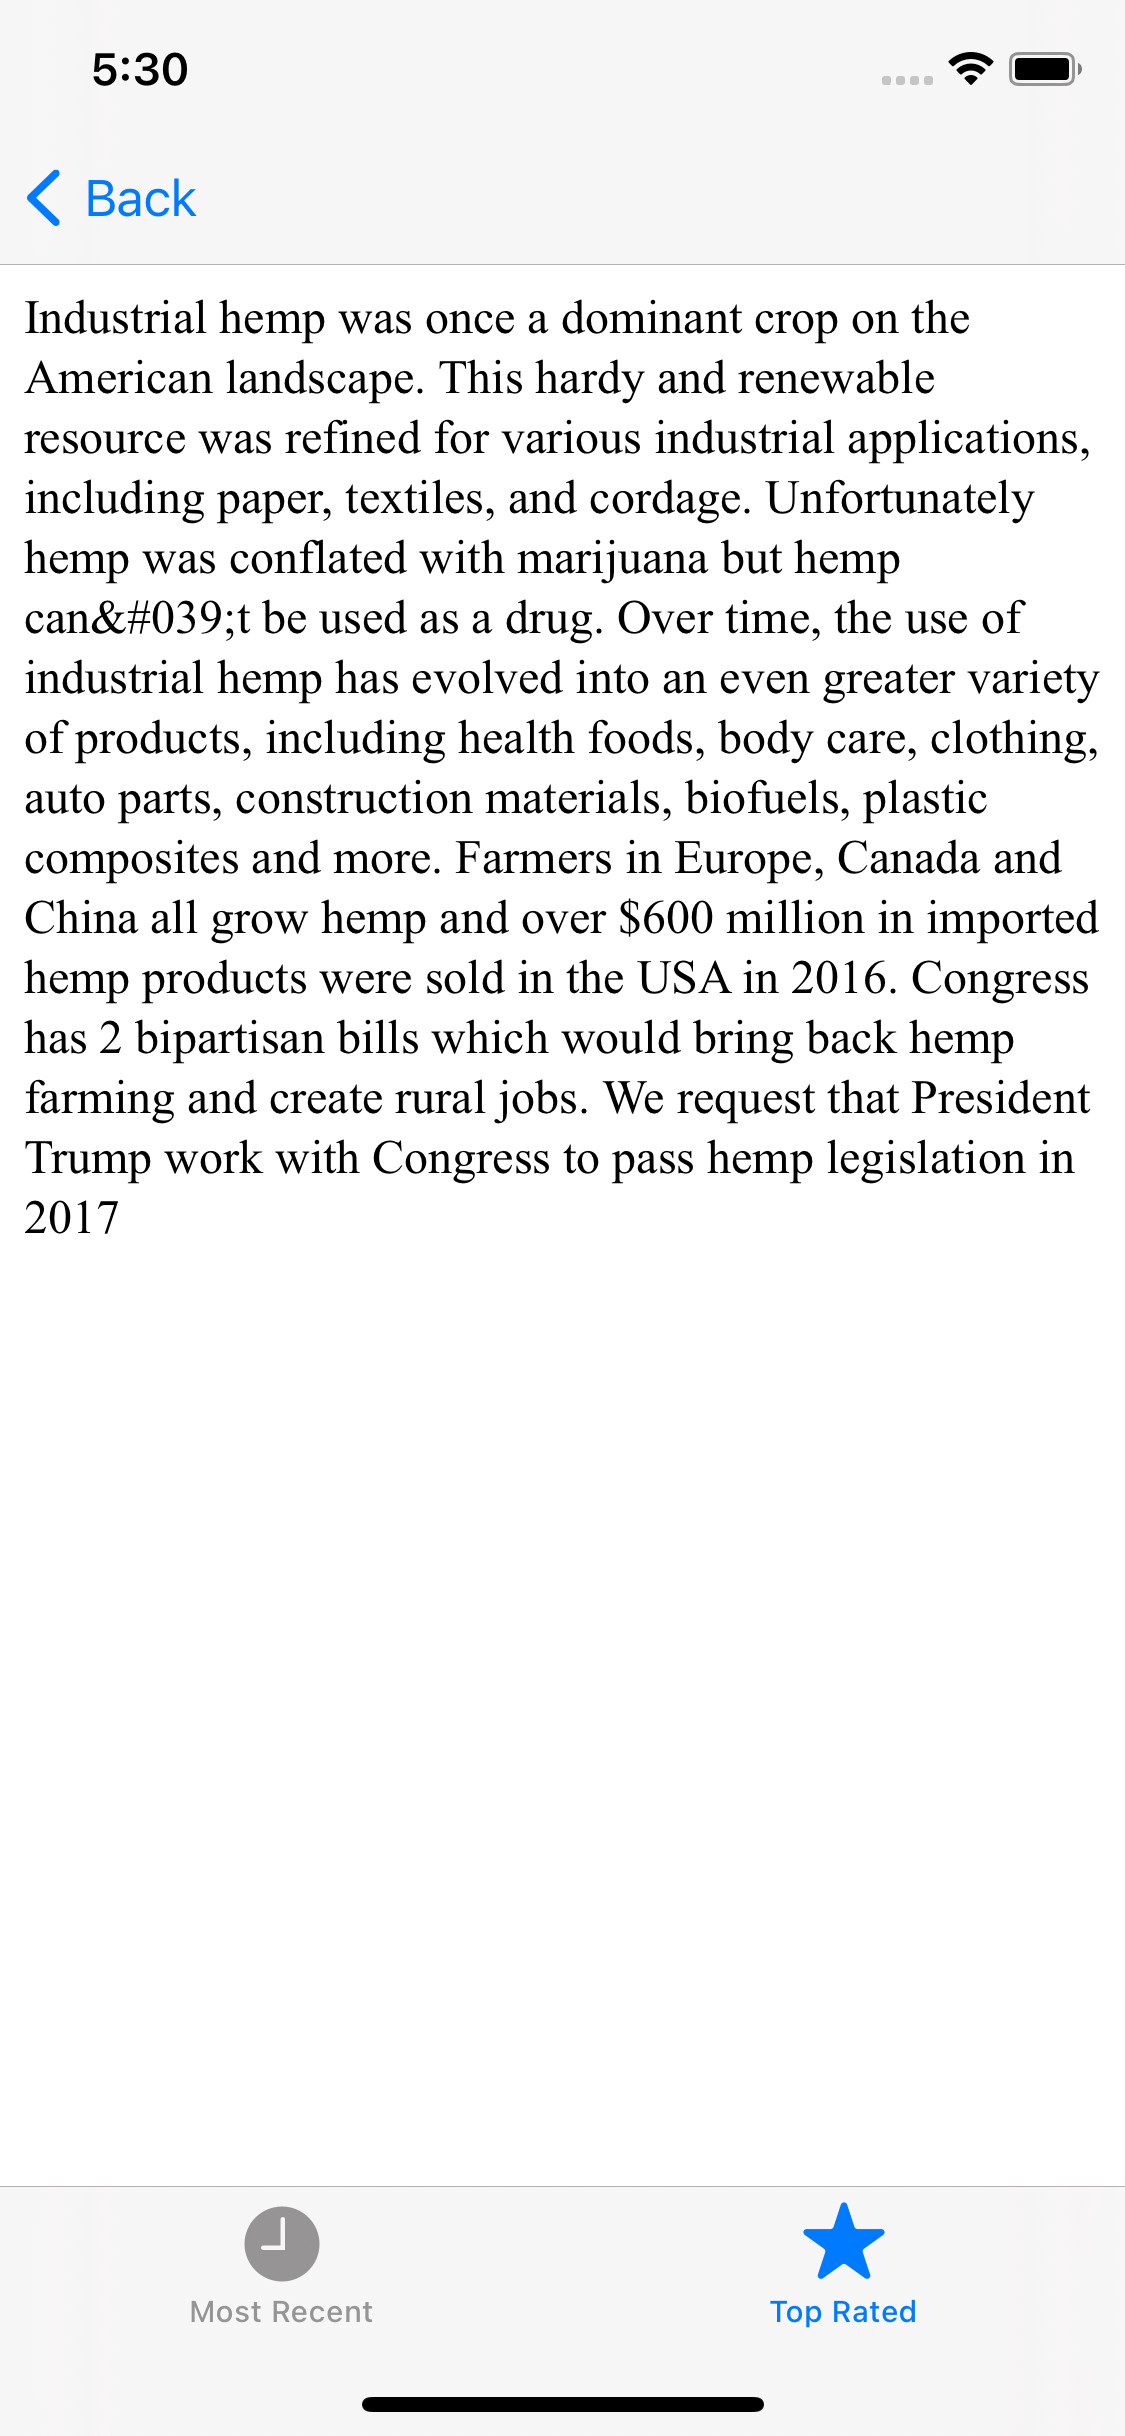 5:30
Back
Industrial hemp was once a dominant crop on the
American landscape. This hardy and renewable
resource was refined for various industrial applications,
including paper, textiles, and cordage. Unfortunately
hemp was conflated with marijuana but hemp
can&#039;t be used as a drug. Over time, the use of
industrial hemp has evolved into an even greater variety
of products, including health foods, body care, clothing,
auto parts, construction materials, biofuels, plastic
composites and more. Farmers in Europe, Canada and
China all grow hemp and over $600 million in imported
hemp products were sold in the USA in 2016. Congress
has 2 bipartisan bills which would bring back hemp
farming and create rural jobs. We request that President
Trump work with Congress to pass hemp legislation in
2017
Most Recent
Top Rated